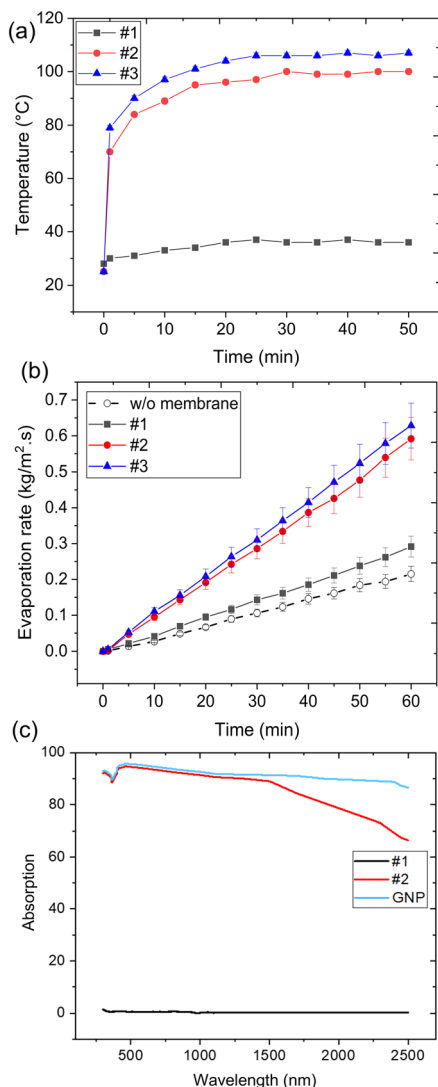 (a)
120
100
80
60
40
20
#1
#2
#3
Temperature (°C)
0 10 20 30 40 50
Time (min)
(b)
0.7
0.6
0.5
0.4
0.3
0.2
0.1
0.0
w/o membrane
#1
#2
#3
Evaporation rate (kg/m².s)
0 10 20 30 40 50 60
Time (min)
(c)
100
80
60
40
20
0
#1
#2
GNP
Absorption
500 1000 1500 2000 2500
Wavelength (nm)